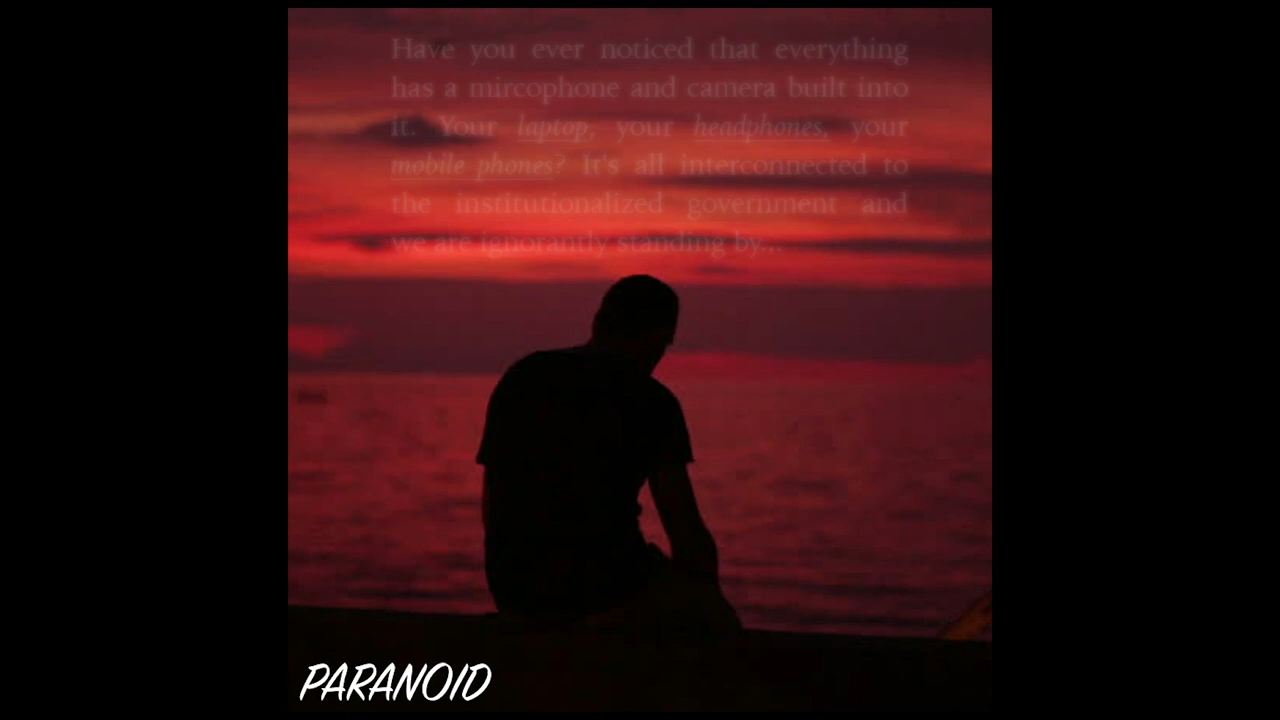 Have you ever noticed that everything
has a mircophone and camera built into
it. Your laptop, your headphones, your
mobile phones? It's all interconnected to
the institutionalized government and
we are ignorantly standing by...
PARANOID